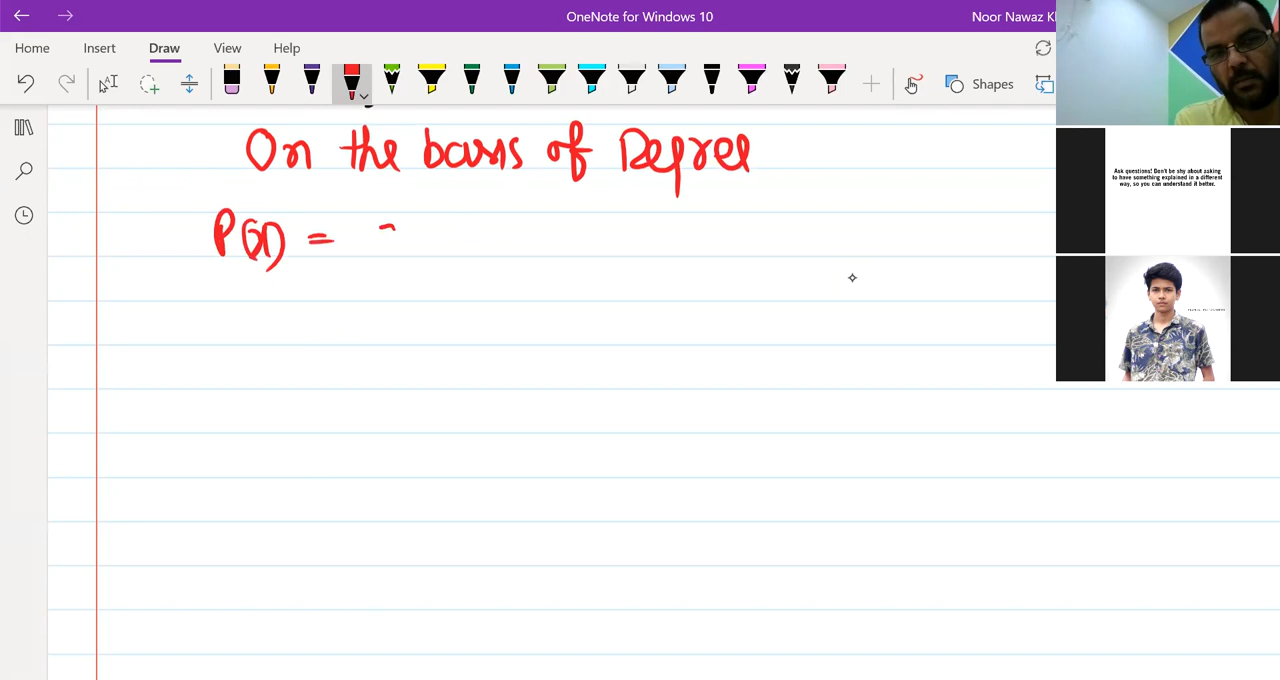 OneNote for Windows 10
Noor Nawaz Kl
Home Insert Draw View Help
Shapes
On the basis of Degree
P(x) =
Ask questions! Don't be shy about asking
to have something explained in a different
way, so you can understand it better.